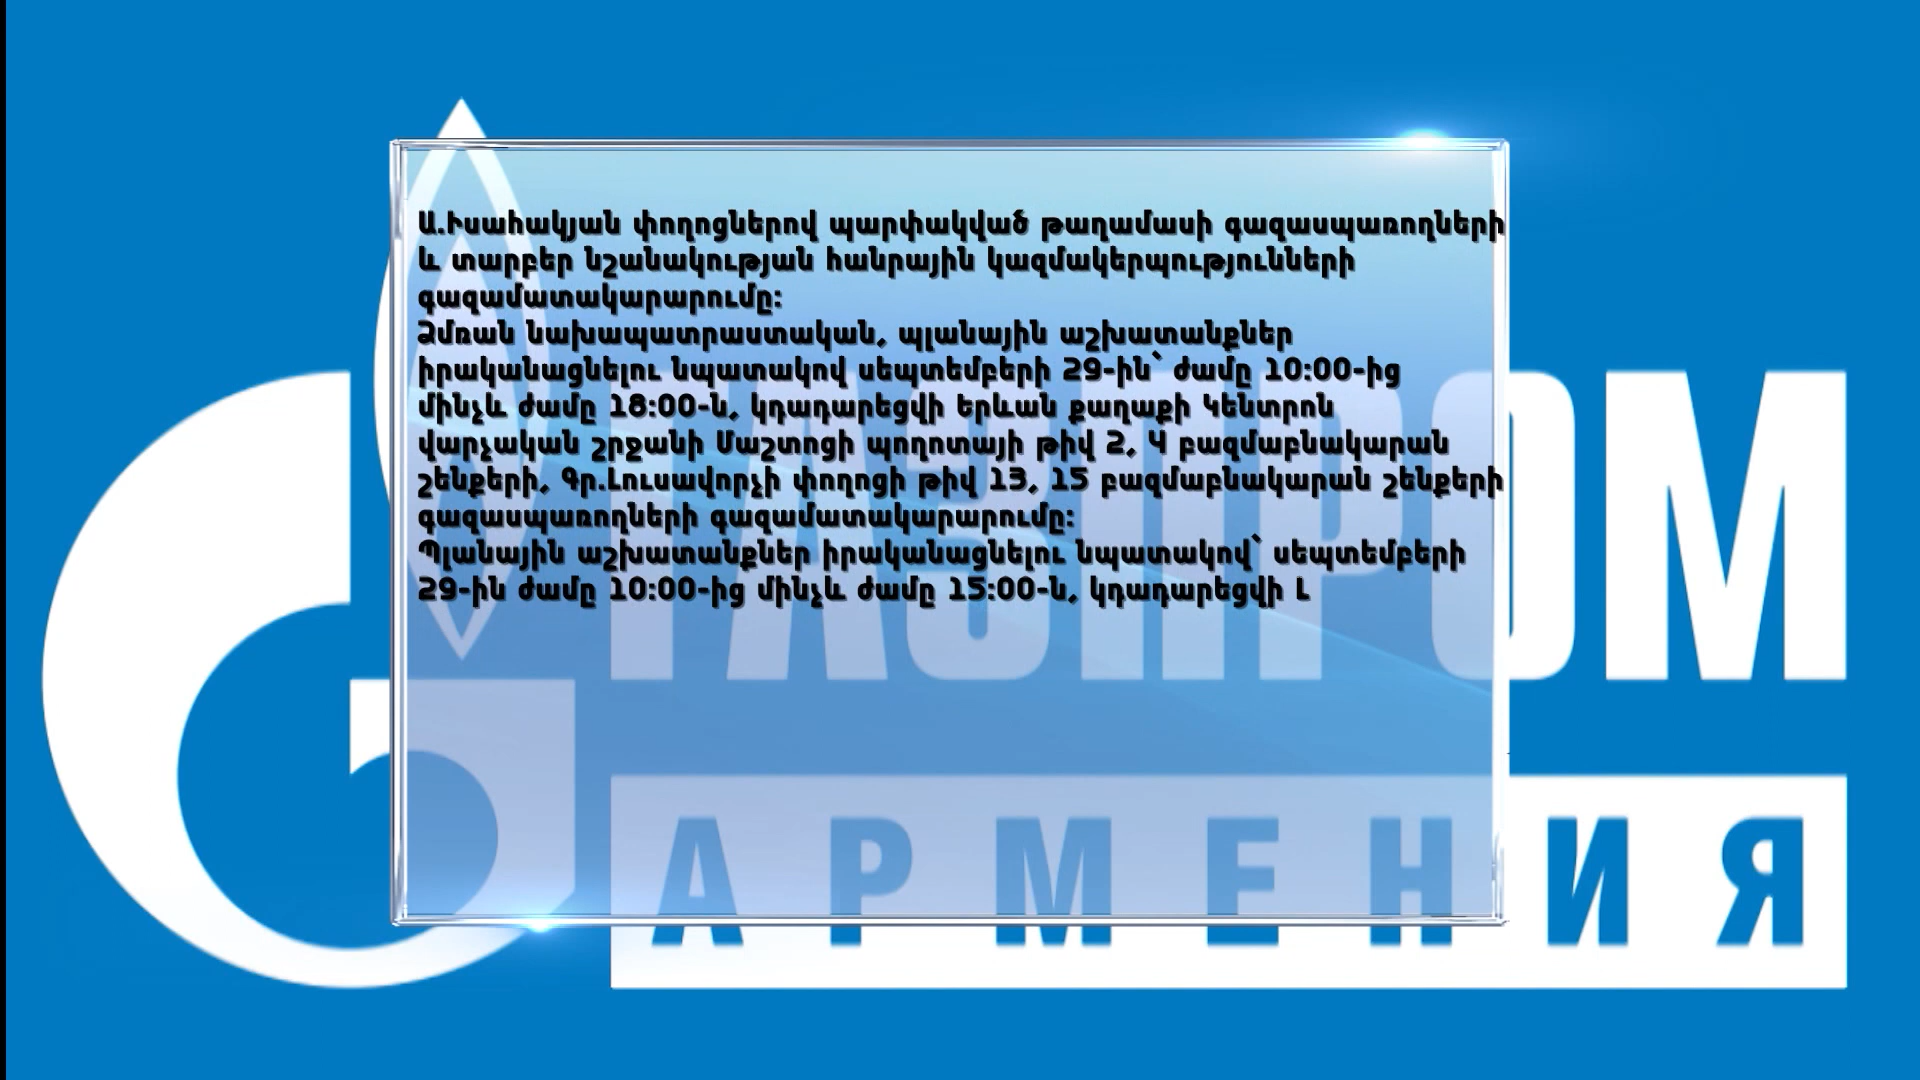 Ա.Իսահակյան փողոցներով պարփակված թաղամասի գազասպառողների
և տարբեր նշանակության հանրային կազմակերպությունների
գազամատակարարումը:
Ձմռան նախապատրաստական, պլանային աշխատանքներ
իրականացնելու նպատակով սեպտեմբերի 29-ին՝ ժամը 10:00-ից
մինչև ժամը 18:00-ն, կդադարեցվի Երևան քաղաքի Կենտրոն
վարչական շրջանի Մաշտոցի պողոտայի թիվ 2, 4 բազմաբնակարան
շենքերի, Գր.Լուսավորչի փողոցի թիվ 13, 15 բազմաբնակարան շենքերի
գազասպառողների գազամատակարարումը:
Պլանային աշխատանքներ իրականացնելու նպատակով՝ սեպտեմբերի
29-ին ժամը 10:00-ից մինչև ժամը 15:00-ն, կդադարեցվի Լ
ГАЗПРОМ
АРМЕНИЯ